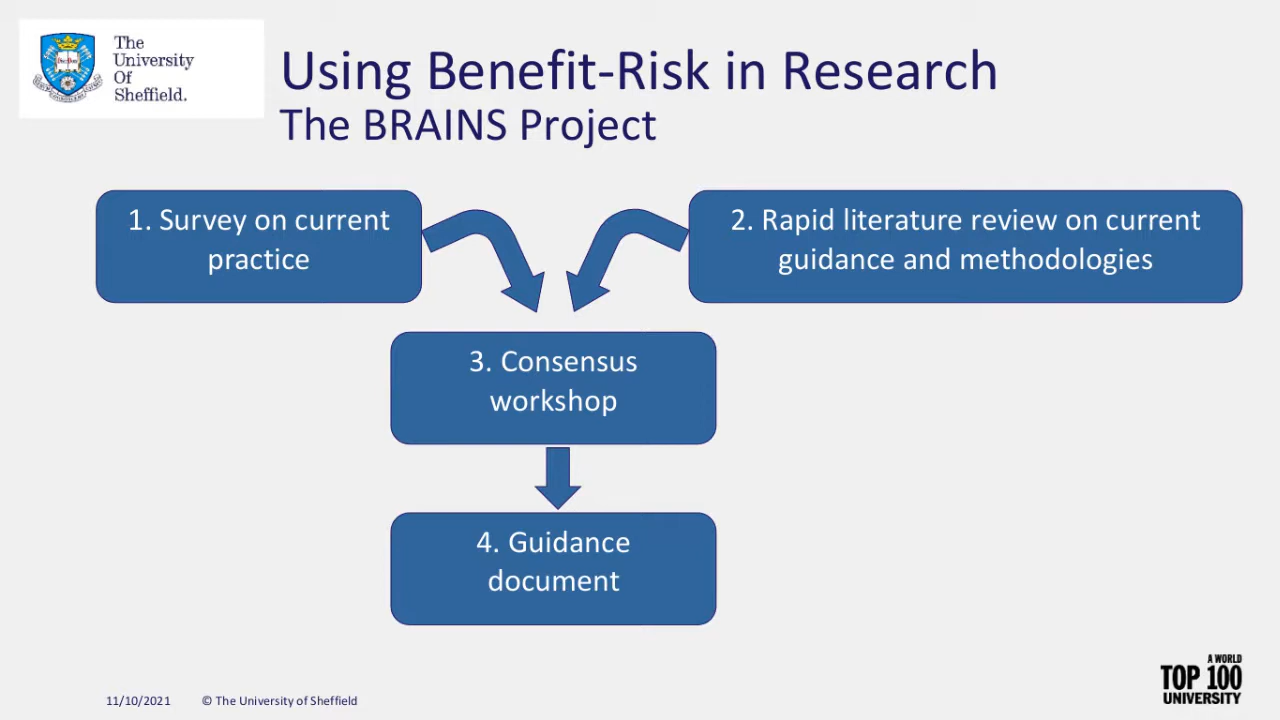 The
University
Of
Sheffield.
Using Benefit-Risk in Research
The BRAINS Project
1. Survey on current
practice
2. Rapid literature review on current
guidance and methodologies
3. Consensus
workshop
4. Guidance
document
11/10/2021
© The University of Sheffield
A WORLD
TOP 100
UNIVERSITY